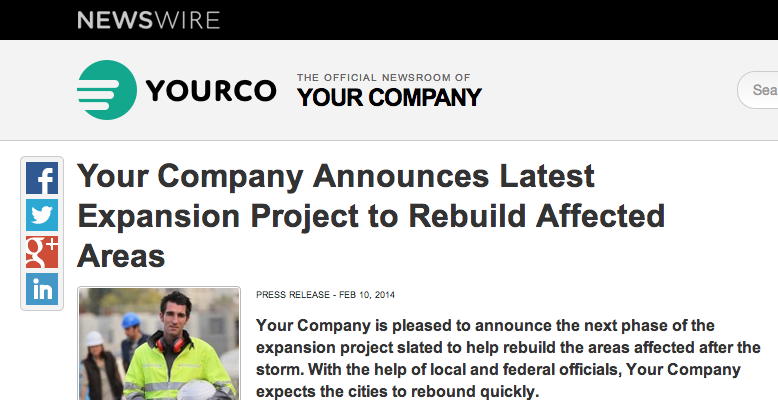 NEWSWIRE
YOURCO
THE OFFICIAL NEWSROOM OF
YOUR COMPANY
Sea
Your Company Announces Latest
Expansion Project to Rebuild Affected
Areas
f
g+
in
PRESS RELEASE - FEB 10, 2014
Your Company is pleased to announce the next phase of the
expansion project slated to help rebuild the areas affected after the
storm. With the help of local and federal officials, Your Company
expects the cities to rebound quickly.